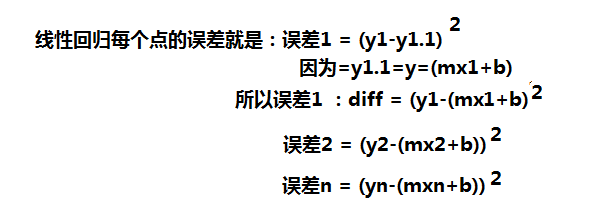 线性回归每个点的误差就是：误差1 = (y1-y1.1) 2
因为=y1.1=y=(mx1+b)
所以误差1 ：diff = (y1-(mx1+b) 2
误差2 = (y2-(mx2+b)) 2
误差n = (yn-(mxn+b)) 2